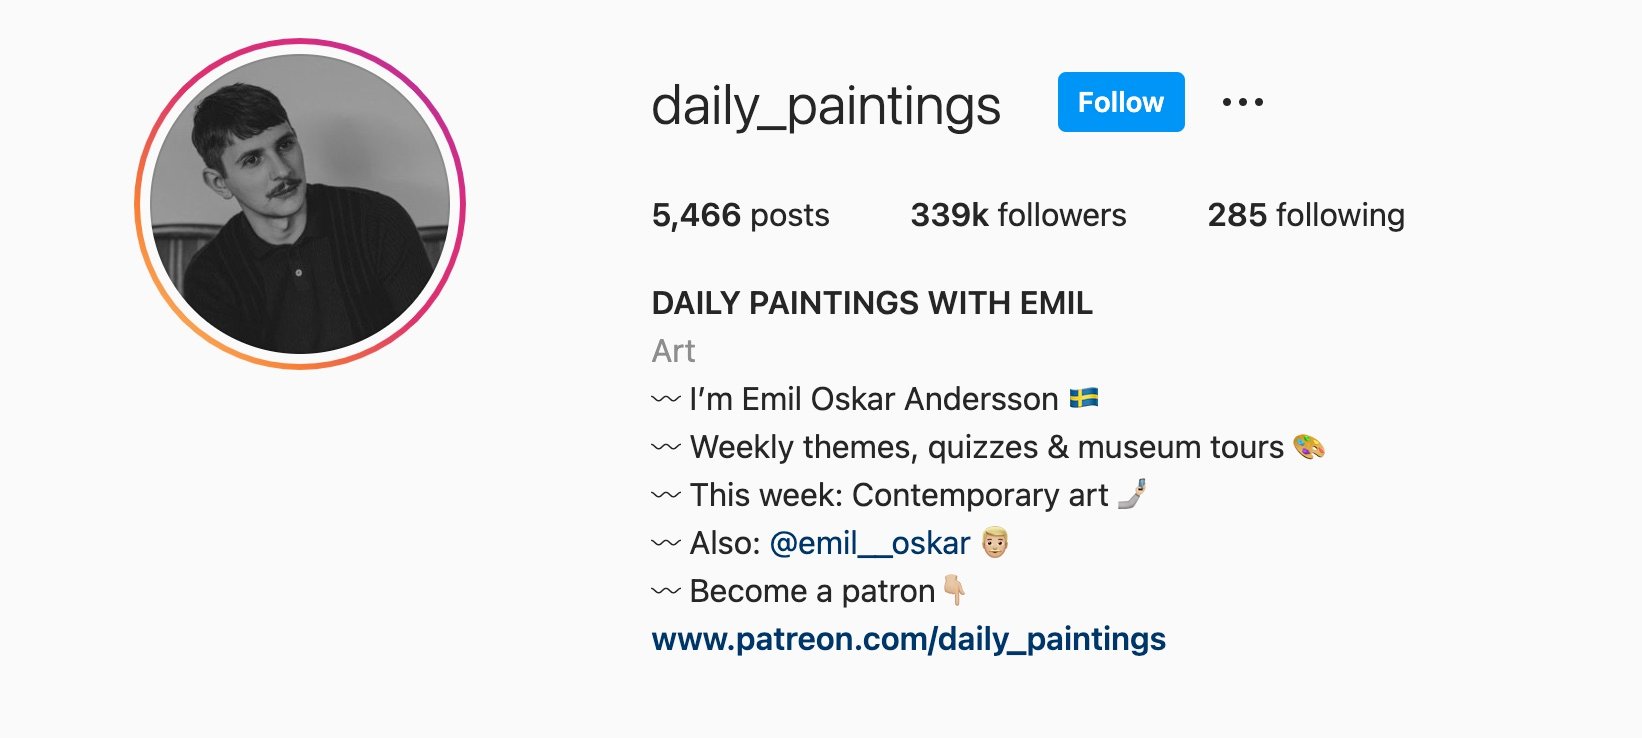 daily_paintings Follow •••
5,466 posts 339k followers 285 following
DAILY PAINTINGS WITH EMIL
Art
〰 I’m Emil Oskar Andersson 🇸🇪
〰 Weekly themes, quizzes & museum tours 🎨
〰 This week: Contemporary art 🤳🏼
〰 Also: @emil__oskar 👨🏼
〰 Become a patron👇🏼
www.patreon.com/daily_paintings